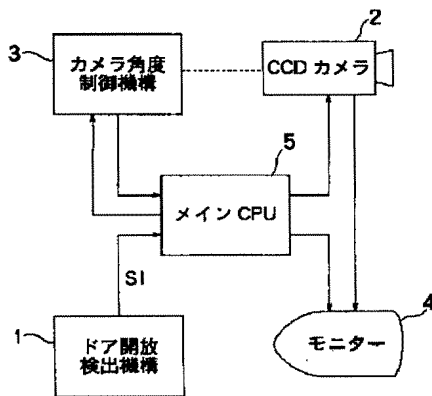 3
カメラ角度
制御機構
2
CCD カメラ
5
メイン CPU
SI
1
ドア開放
検出機構
4
モニター